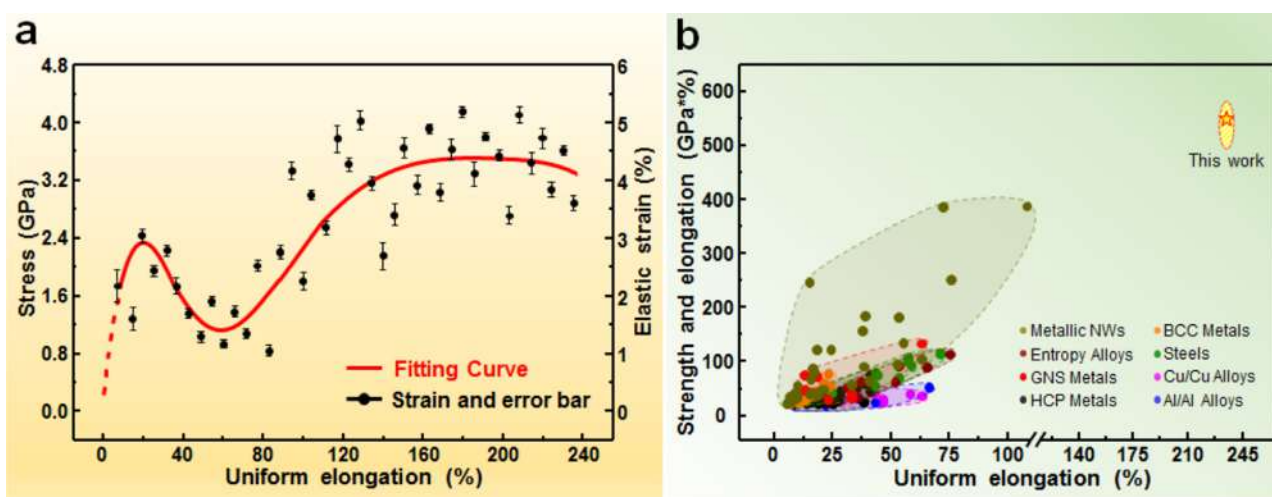 a
4.8
4.0
3.2
2.4
1.6
0.8
0.0
Stress (GPa)
6
5
4
3
2
1
0
Elastic strain (%)
Fitting Curve
Strain and error bar
0 40 80 120 160 200 240
Uniform elongation (%)
b
600
500
400
300
200
100
20
0
Strength and elongation (GPa*%)
This work
Metallic NWs BCC Metals
Entropy Alloys Steels
GNS Metals Cu/Cu Alloys
HCP Metals Al/Al Alloys
0 25 50 75 100 125 175 210 245
Uniform elongation (%)